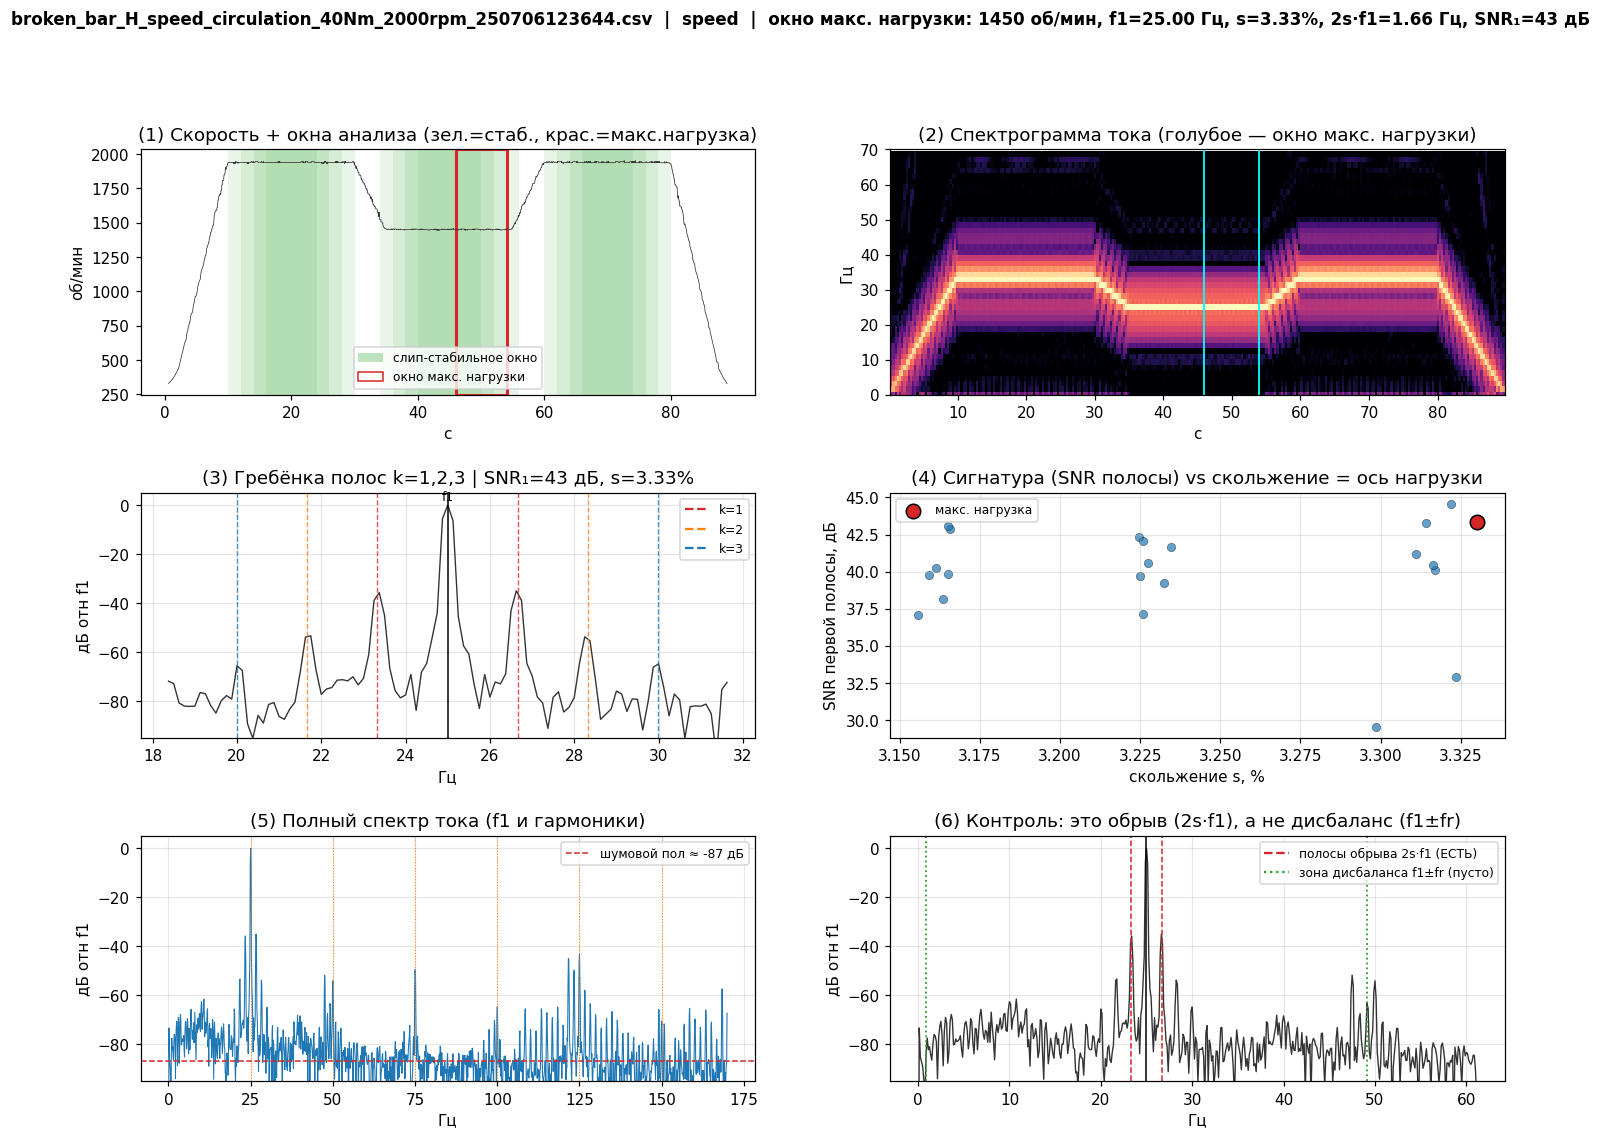 broken_bar_H_speed_circulation_40Nm_2000rpm_250706123644.csv | speed | окно макс. нагрузки: 1450 об/мин, f1=25.00 Гц, s=3.33%, 2s·f1=1.66 Гц, SNR₁=43 дБ
(1) Скорость + окна анализа (зел.=стаб., крас.=макс.нагрузка)
2000
1750
1500
1250
1000
750
500
250
об/мин
слип-стабильное окно
окно макс. нагрузки
0 20 40 60 80
с
(2) Спектрограмма тока (голубое — окно макс. нагрузки)
70
60
50
40
30
20
10
0
Гц
10 20 30 40 50 60 70 80
с
(3) Гребёнка полос k=1,2,3 | SNR₁=43 дБ, s=3.33%
f1
k=1
k=2
k=3
0
−20
−40
−60
−80
дБ отн f1
18 20 22 24 26 28 30 32
Гц
(4) Сигнатура (SNR полосы) vs скольжение = ось нагрузки
макс. нагрузка
45.0
42.5
40.0
37.5
35.0
32.5
30.0
SNR первой полосы, дБ
3.150 3.175 3.200 3.225 3.250 3.275 3.300 3.325
скольжение s, %
(5) Полный спектр тока (f1 и гармоники)
шумовой пол ≈ -87 дБ
0
−20
−40
−60
−80
дБ отн f1
0 25 50 75 100 125 150 175
Гц
(6) Контроль: это обрыв (2s·f1), а не дисбаланс (f1±fr)
полосы обрыва 2s·f1 (ЕСТЬ)
зона дисбаланса f1±fr (пусто)
0
−20
−40
−60
−80
дБ отн f1
0 10 20 30 40 50 60
Гц